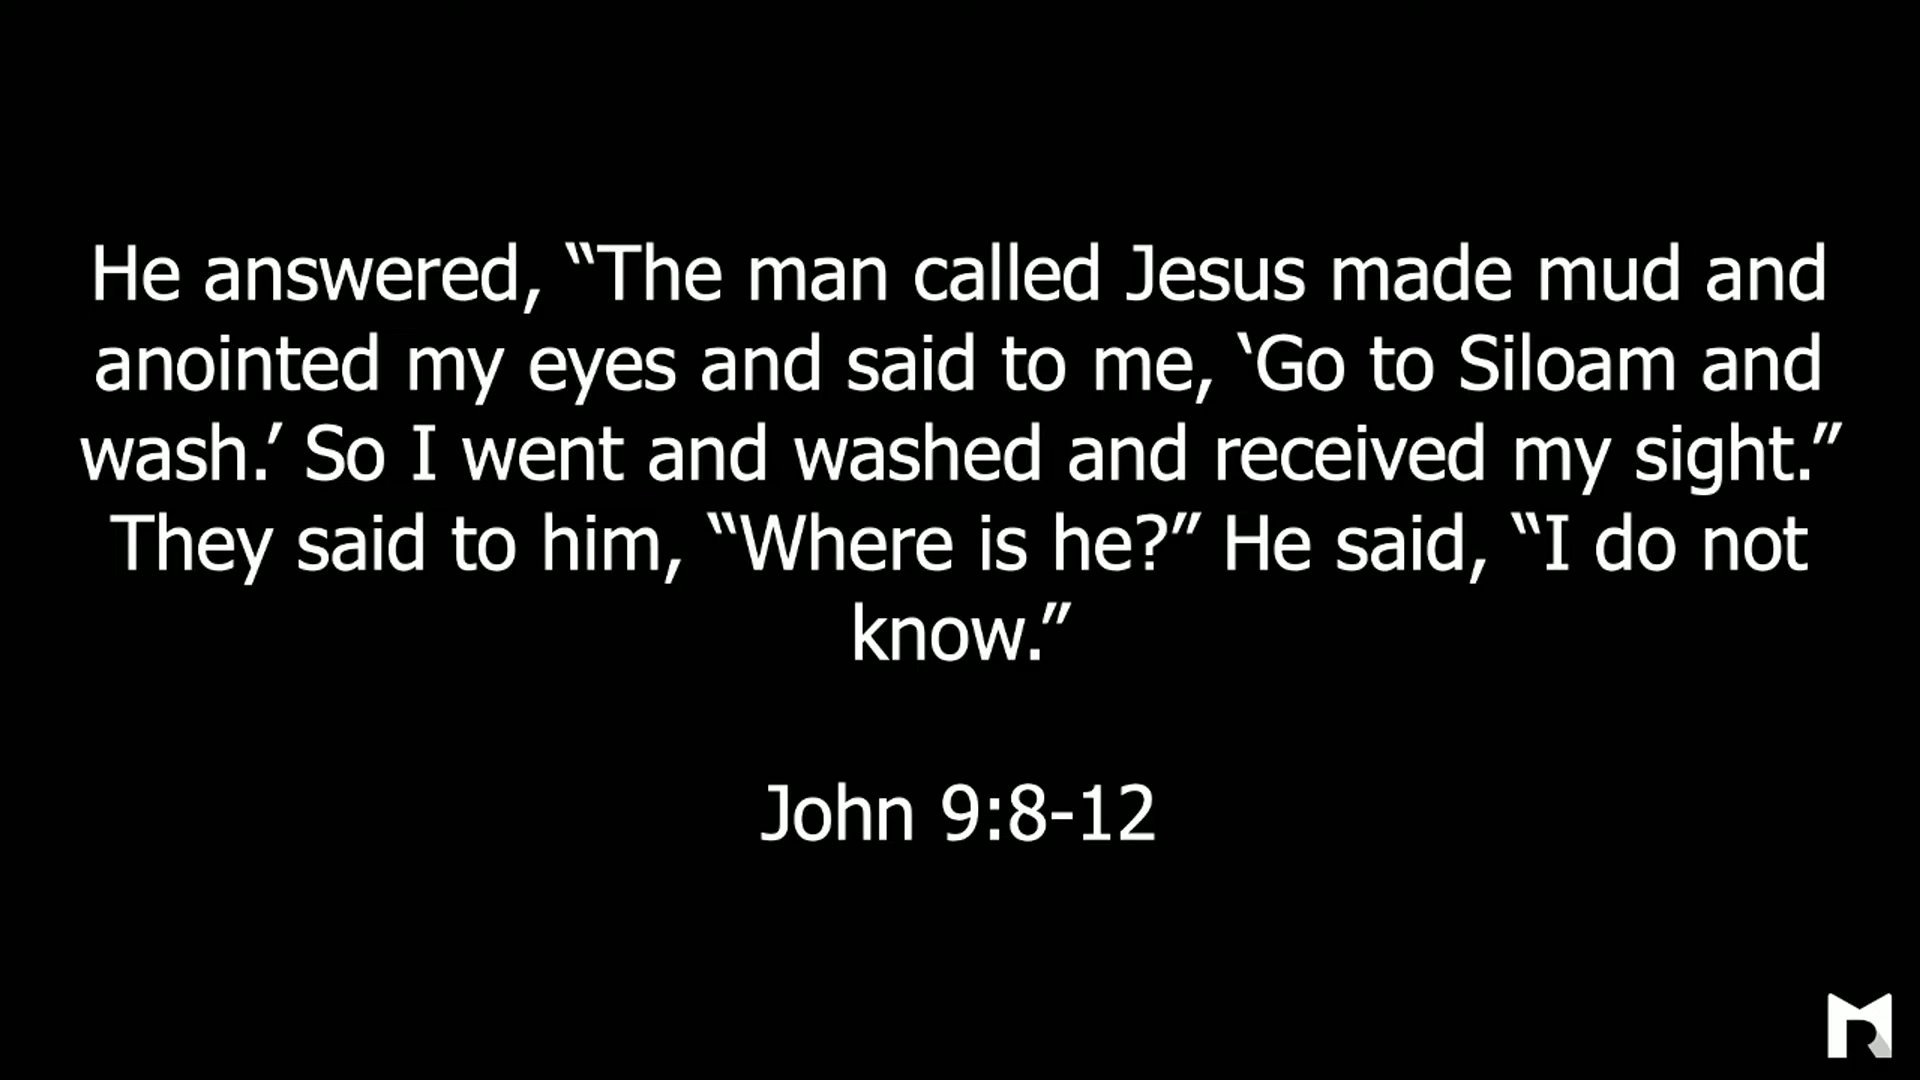 He answered, “The man called Jesus made mud and
anointed my eyes and said to me, ‘Go to Siloam and
wash.’ So I went and washed and received my sight.”
They said to him, “Where is he?” He said, “I do not
know.”
John 9:8-12